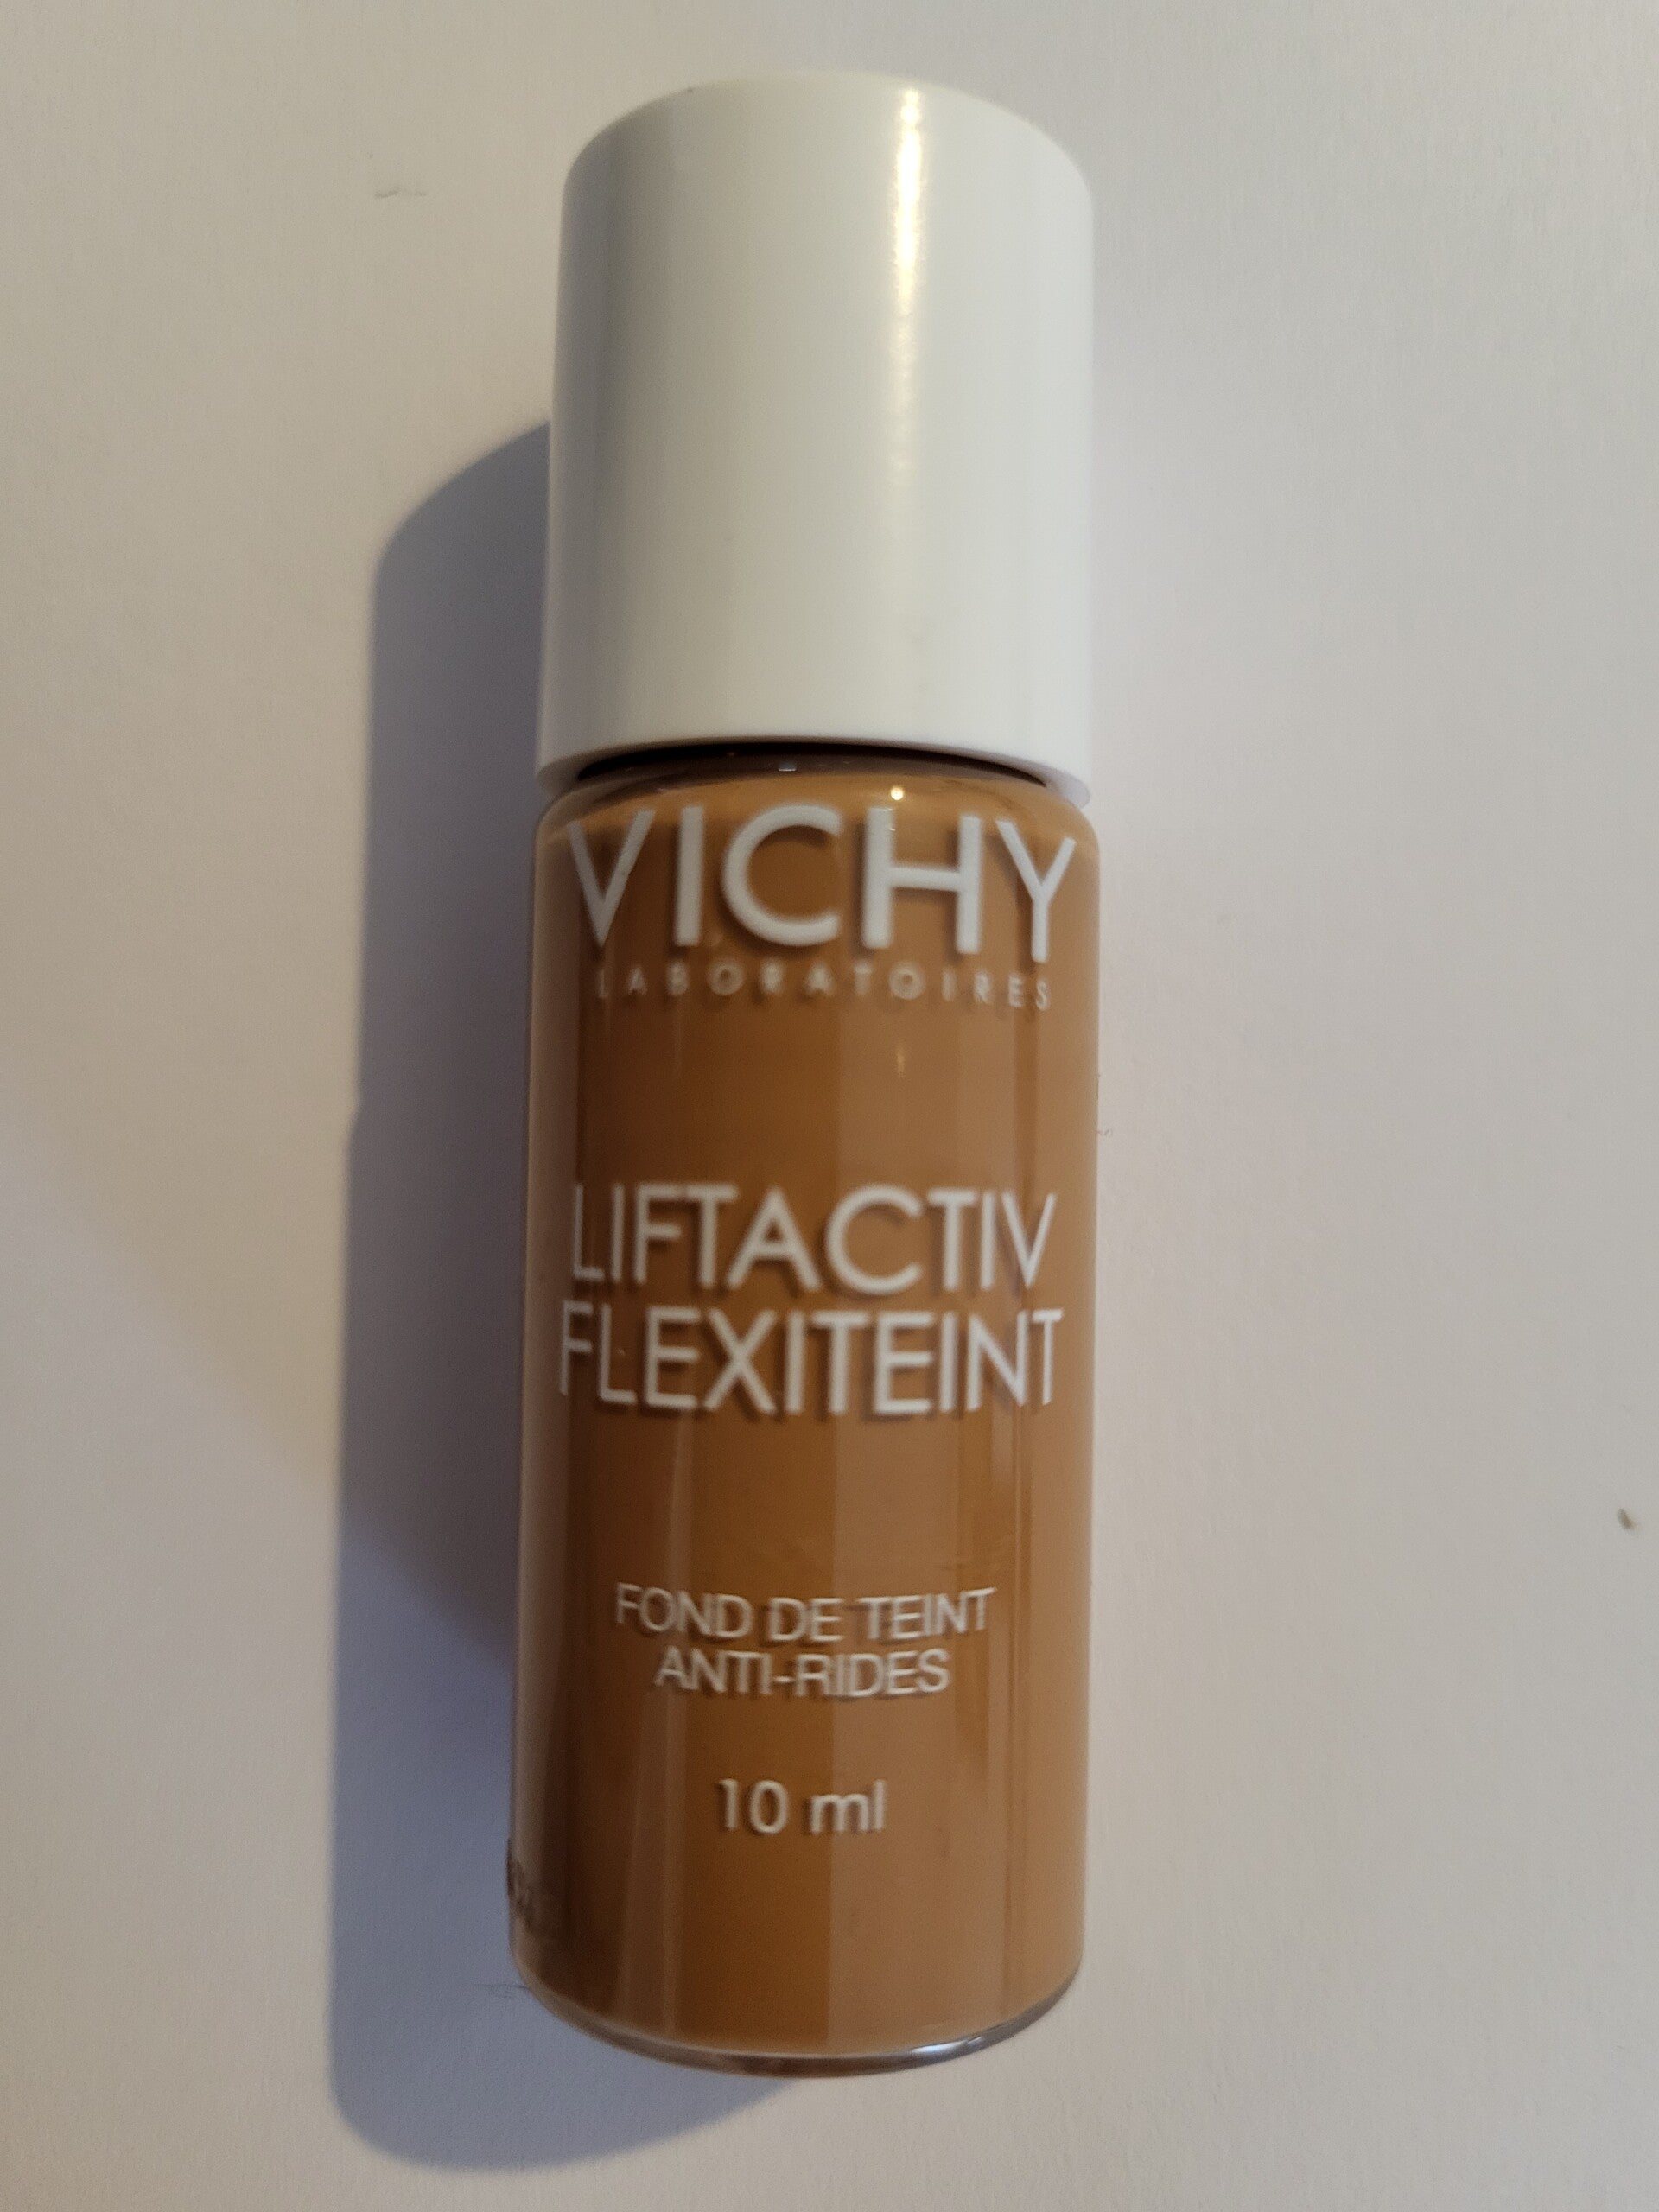 VICHY
LABORATOIRES
LIFTACTIV
FLEXITEINT
FOND DE TEINT
ANTI-RIDES
10 ml